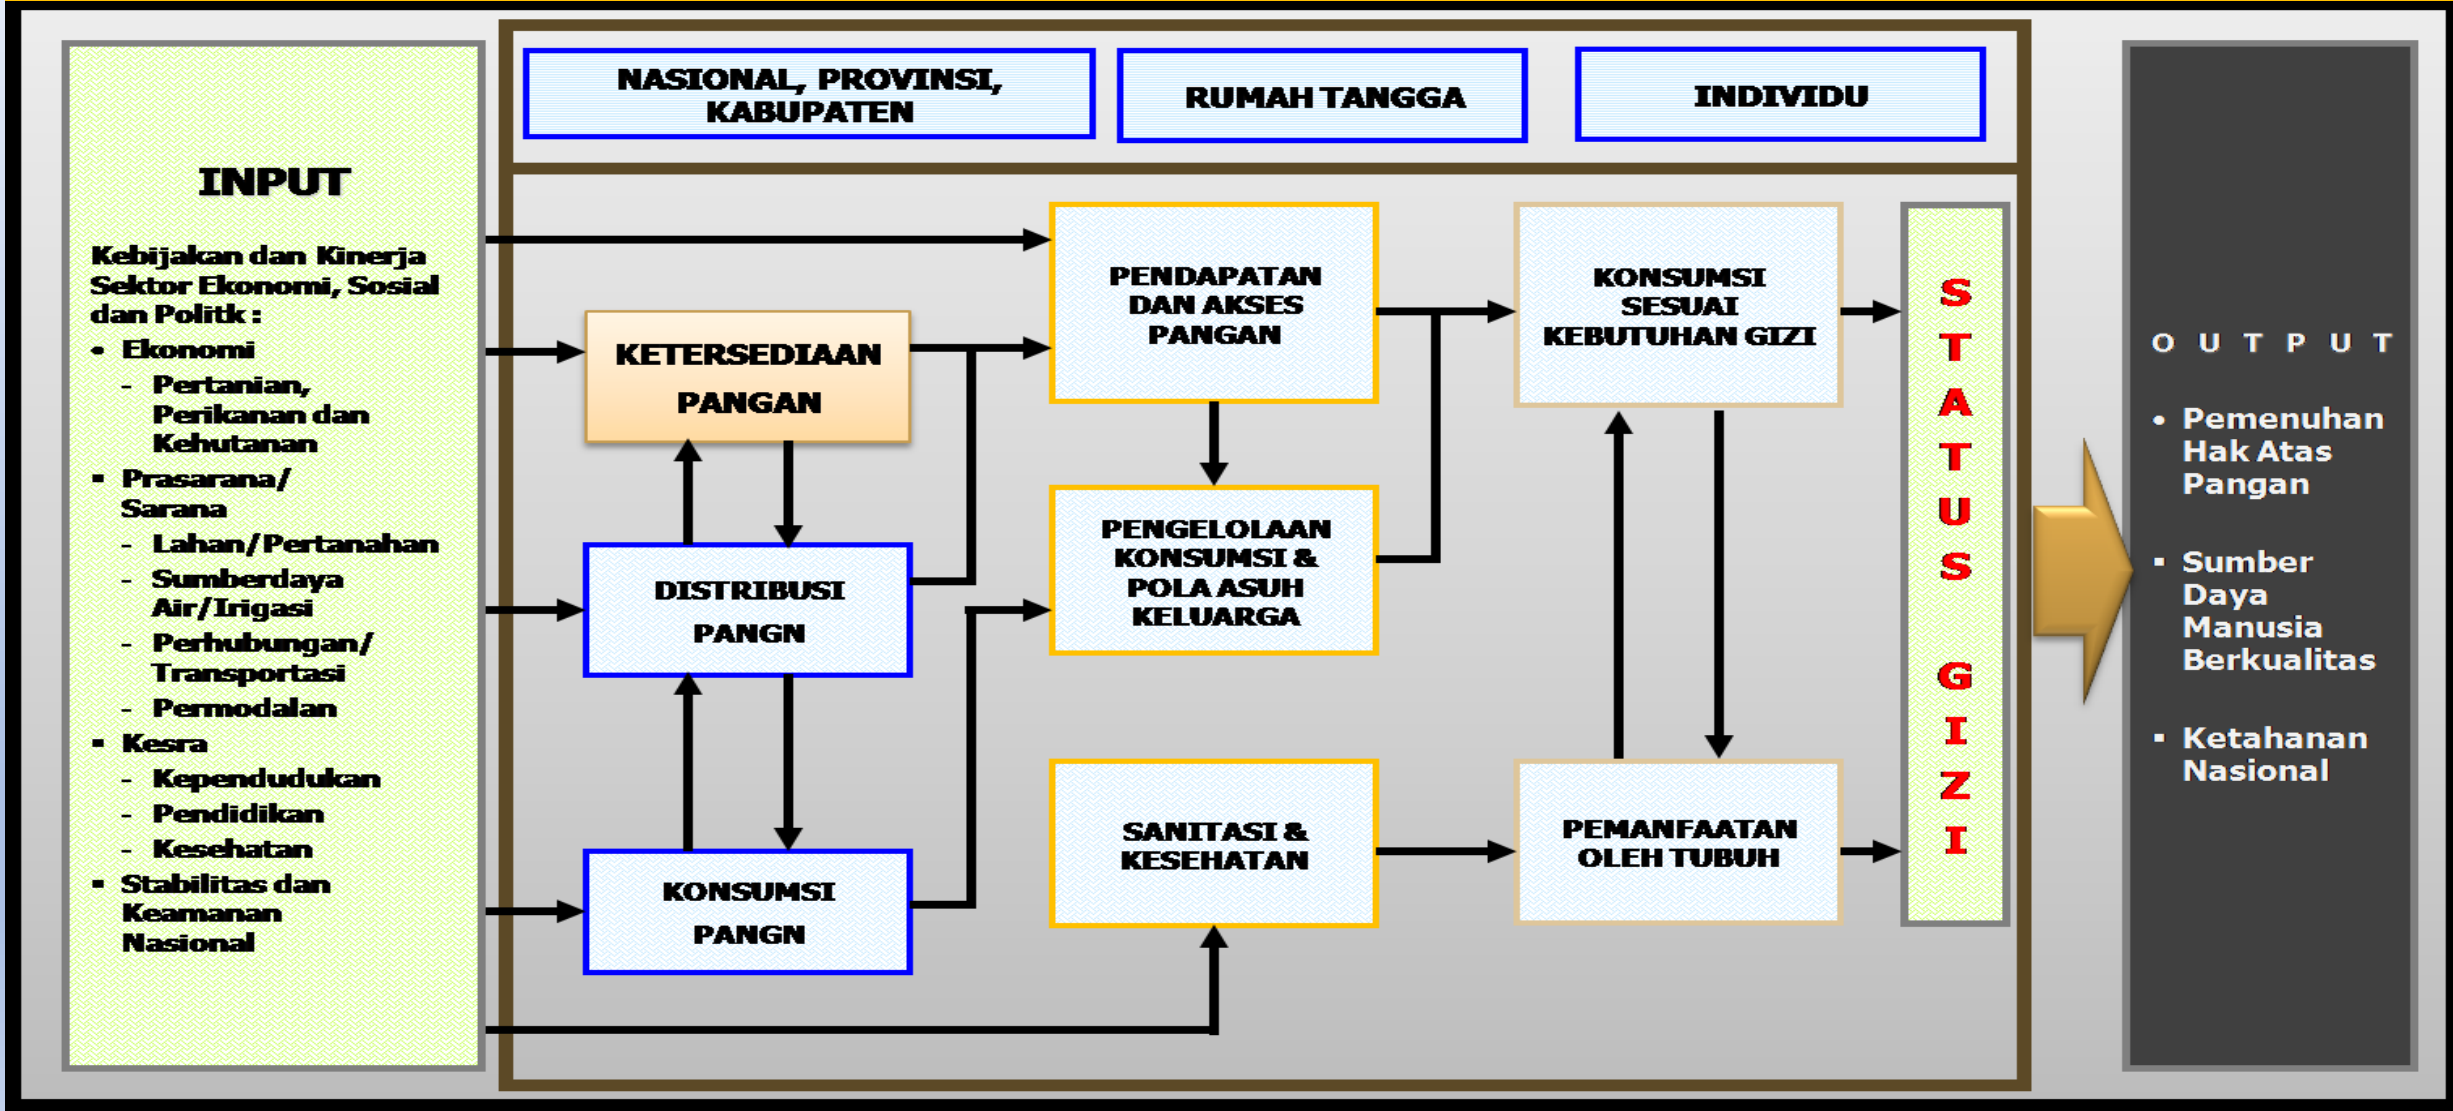 INPUT
Kebijakan dan Kinerja
Sektor Ekonomi, Sosial
dan Politk :
• Ekonomi
- Pertanian,
Perikanan dan
Kehutanan
▪ Prasarana/
Sarana
- Lahan/Pertanahan
- Sumberdaya
Air/Irigasi
- Perhubungan/
Transportasi
- Permodalan
▪ Kesra
- Kependudukan
- Pendidikan
- Kesehatan
▪ Stabilitas dan
Keamanan
Nasional
NASIONAL, PROVINSI,
KABUPATEN
RUMAH TANGGA
INDIVIDU
KETERSEDIAAN
PANGAN
DISTRIBUSI
PANGN
KONSUMSI
PANGN
PENDAPATAN
DAN AKSES
PANGAN
PENGELOLAAN
KONSUMSI &
POLA ASUH
KELUARGA
SANITASI &
KESEHATAN
KONSUMSI
SESUAI
KEBUTUHAN GIZI
PEMANFAATAN
OLEH TUBUH
STATUS GIZI
OUTPUT
• Pemenuhan
Hak Atas
Pangan
▪ Sumber
Daya
Manusia
Berkualitas
▪ Ketahanan
Nasional